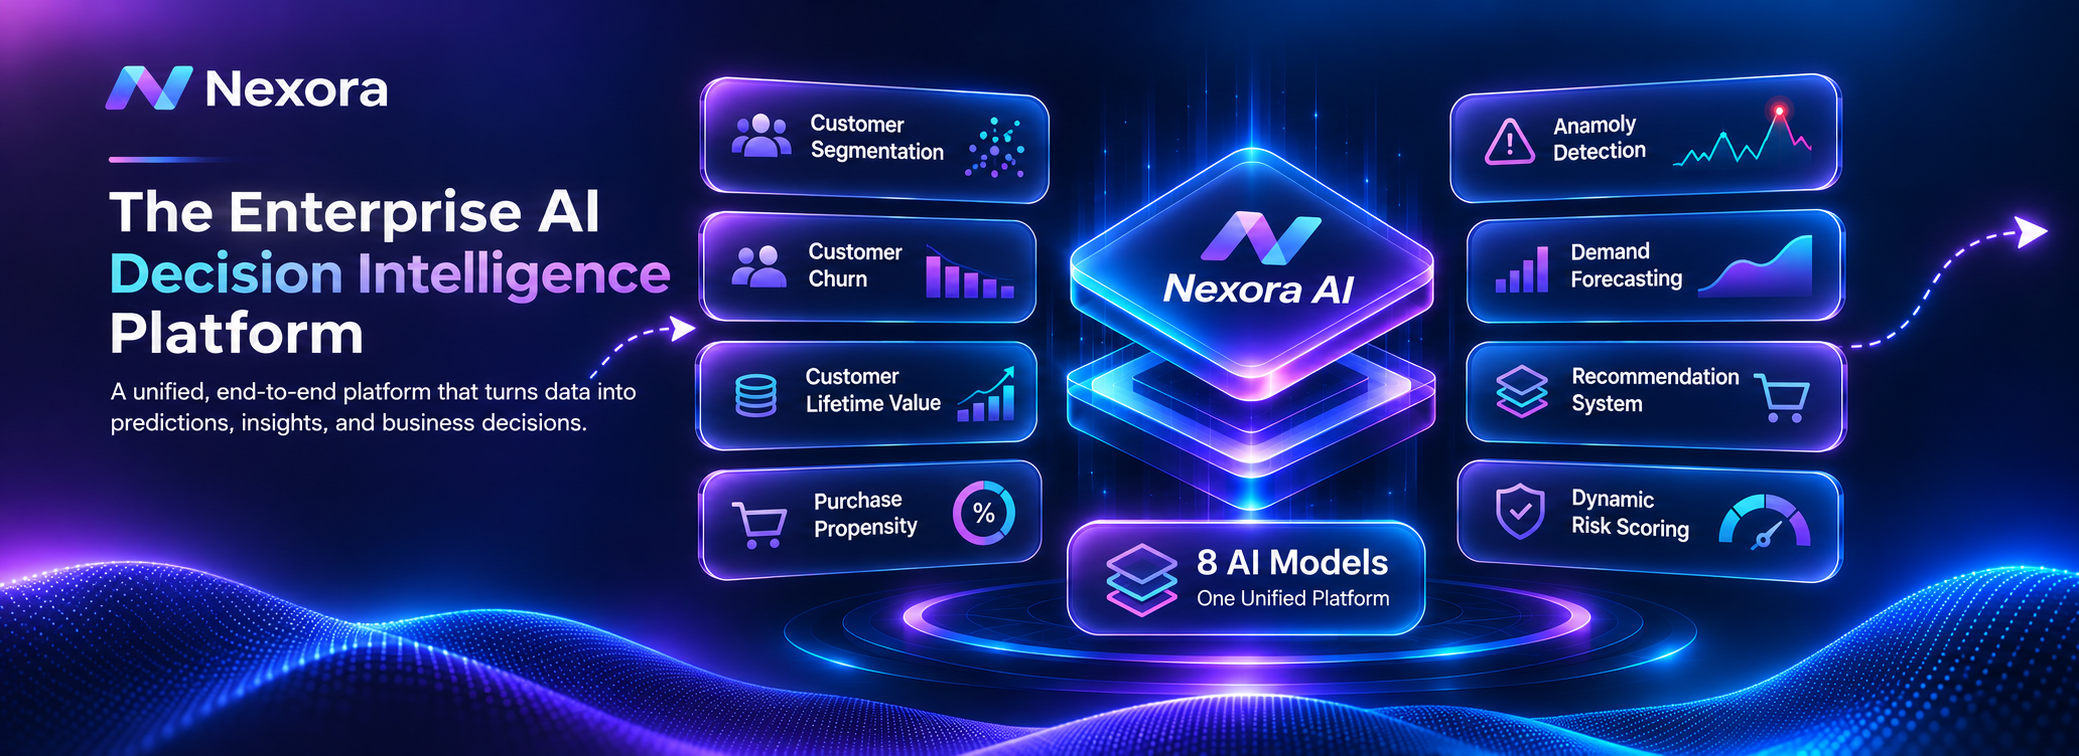 Nexora
The Enterprise AI
Decision Intelligence
Platform
A unified, end-to-end platform that turns data into
predictions, insights, and business decisions.
Customer
Segmentation
Customer
Churn
Customer
Lifetime Value
Purchase
Propensity
%
Nexora AI
8 AI Models
One Unified Platform
Anamoly
Detection
Demand
Forecasting
Recommendation
System
Dynamic
Risk Scoring